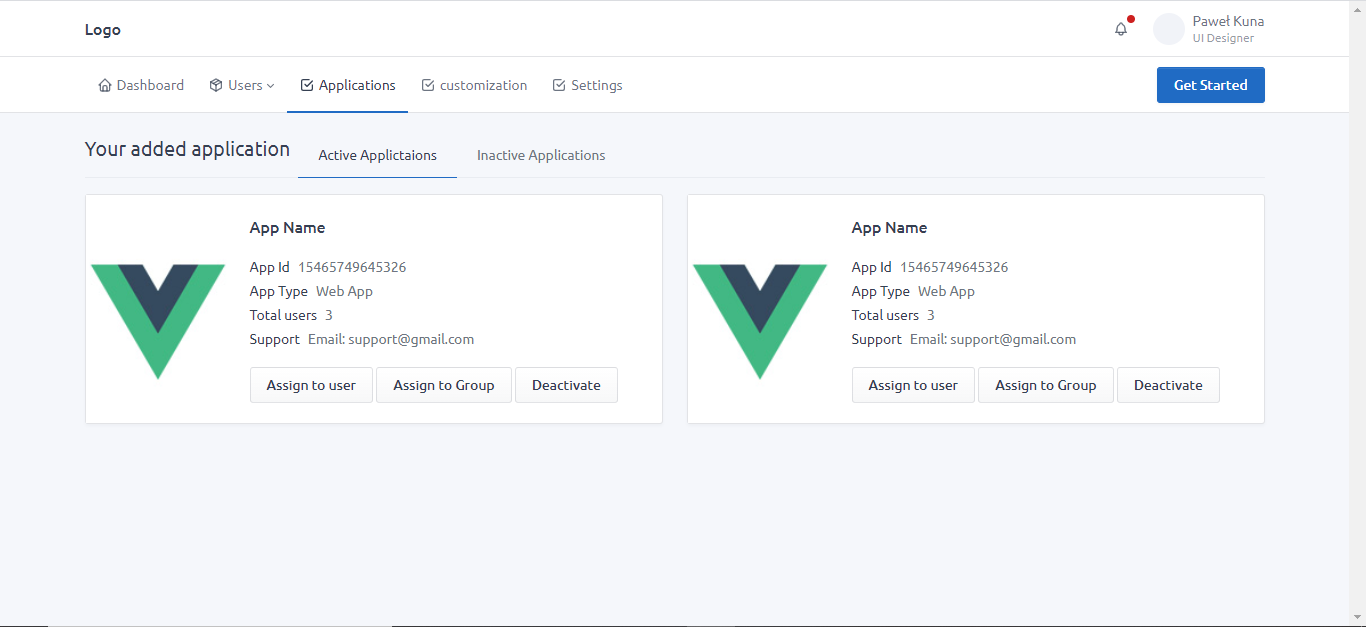 Logo
Paweł Kuna
UI Designer
Dashboard Users Applications customization Settings Get Started
Your added application Active Applictaions Inactive Applications
App Name
App Id 15465749645326
App Type Web App
Total users 3
Support Email: support@gmail.com
Assign to user Assign to Group Deactivate
App Name
App Id 15465749645326
App Type Web App
Total users 3
Support Email: support@gmail.com
Assign to user Assign to Group Deactivate